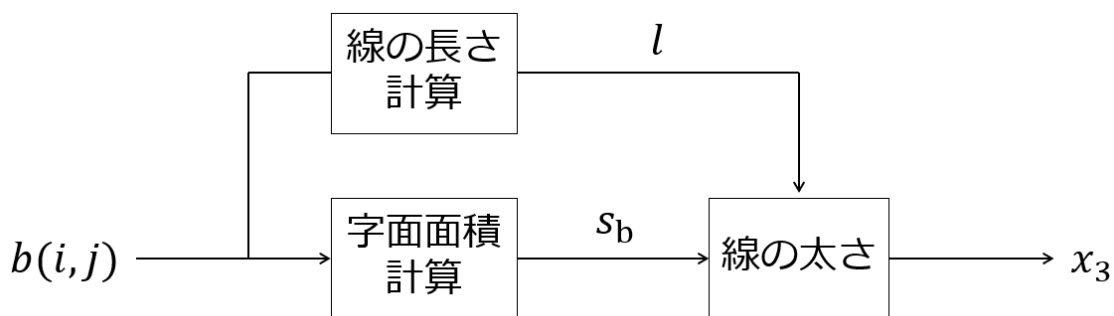 線の長さ
計算
l
b(i,j)
字面面積
計算
s_b
線の太さ
x_3